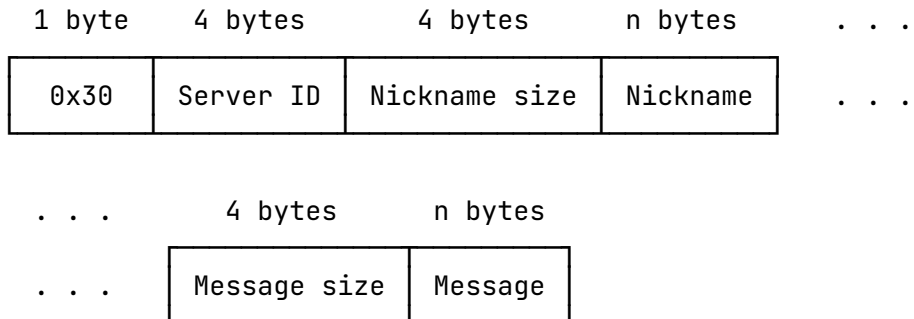 1 byte 4 bytes 4 bytes n bytes . . .
0x30 Server ID Nickname size Nickname . . .
. . . 4 bytes n bytes
. . . Message size Message